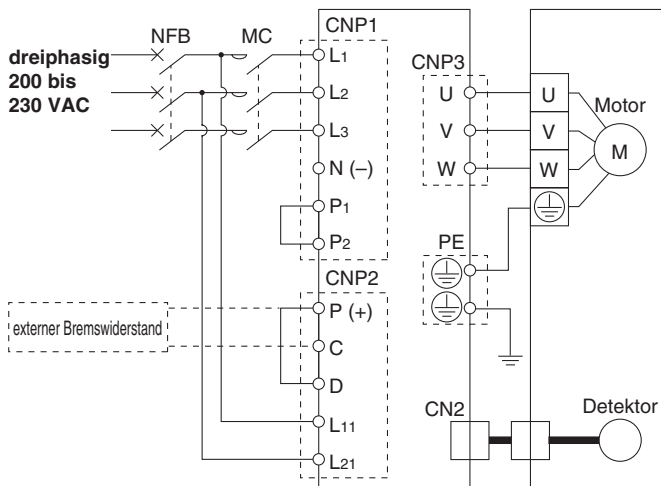 CNP1
NFB
MC
dreiphasig
200 bis
230 VAC
L1
L2
L3
N (–)
P1
P2
CNP3
U
V
W
U
V
W
Motor
M
PE
CNP2
P (+)
C
D
L11
L21
externer Bremswiderstand
CN2
Detektor